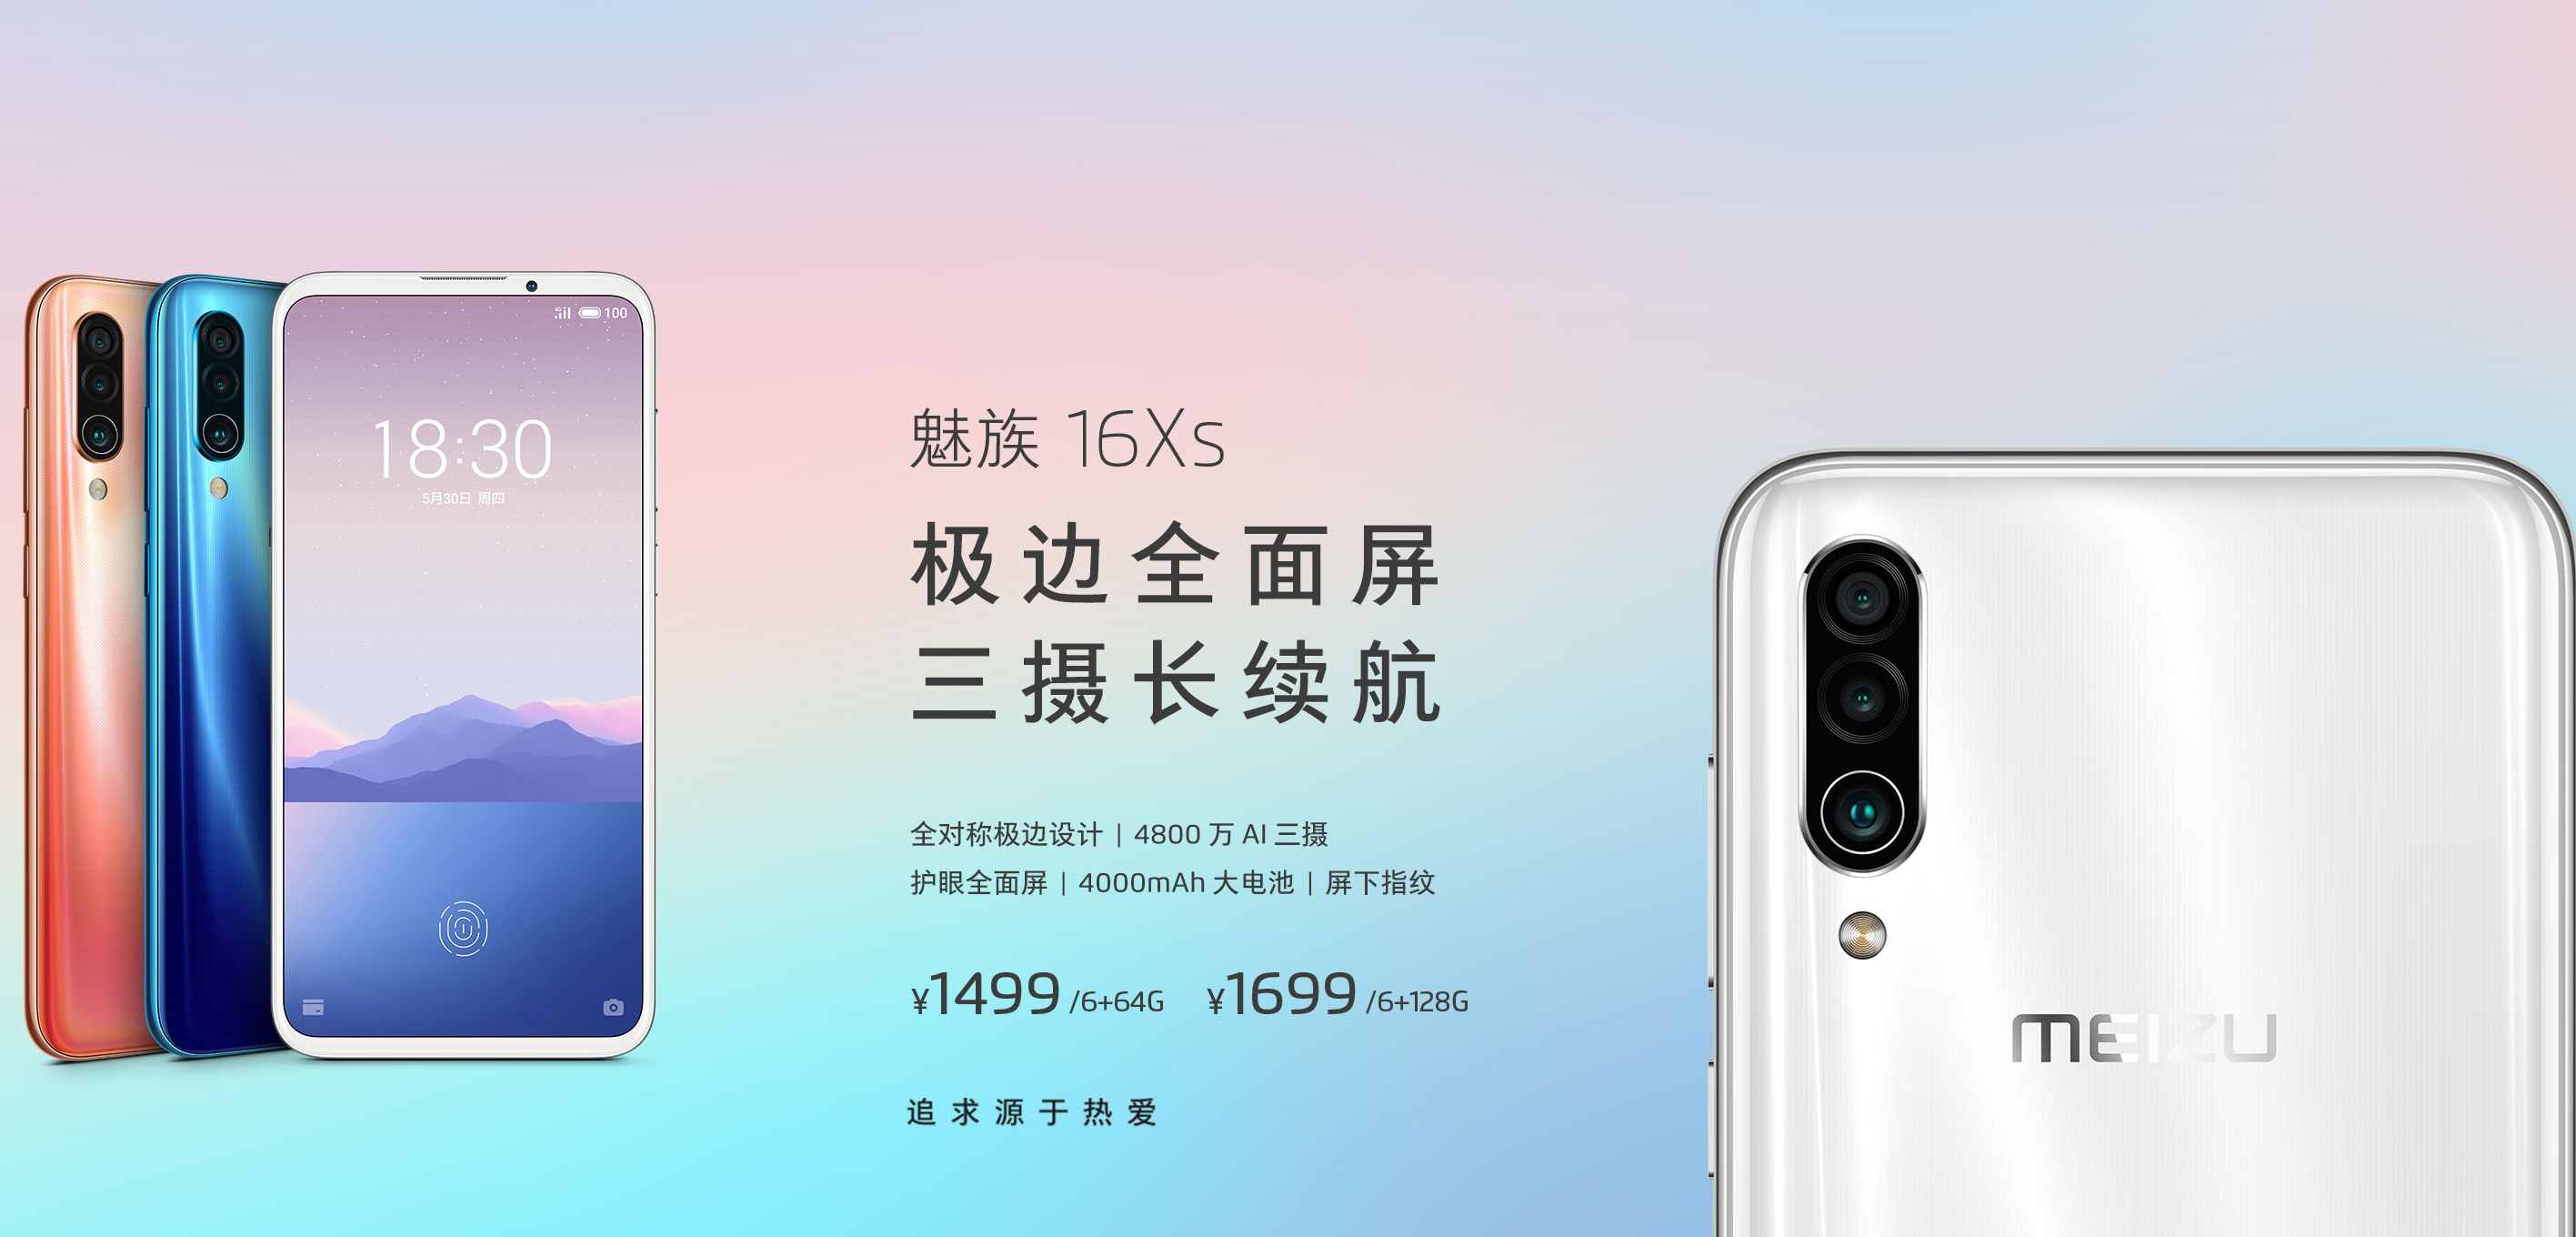 100
18:30
5月30日 周四
魅族 16Xs
极边全面屏
三摄长续航
全对称极边设计 | 4800 万 AI 三摄
护眼全面屏 | 4000mAh 大电池 | 屏下指纹
¥1499 /6+64G ¥1699 /6+128G
追求源于热爱
MEIZU